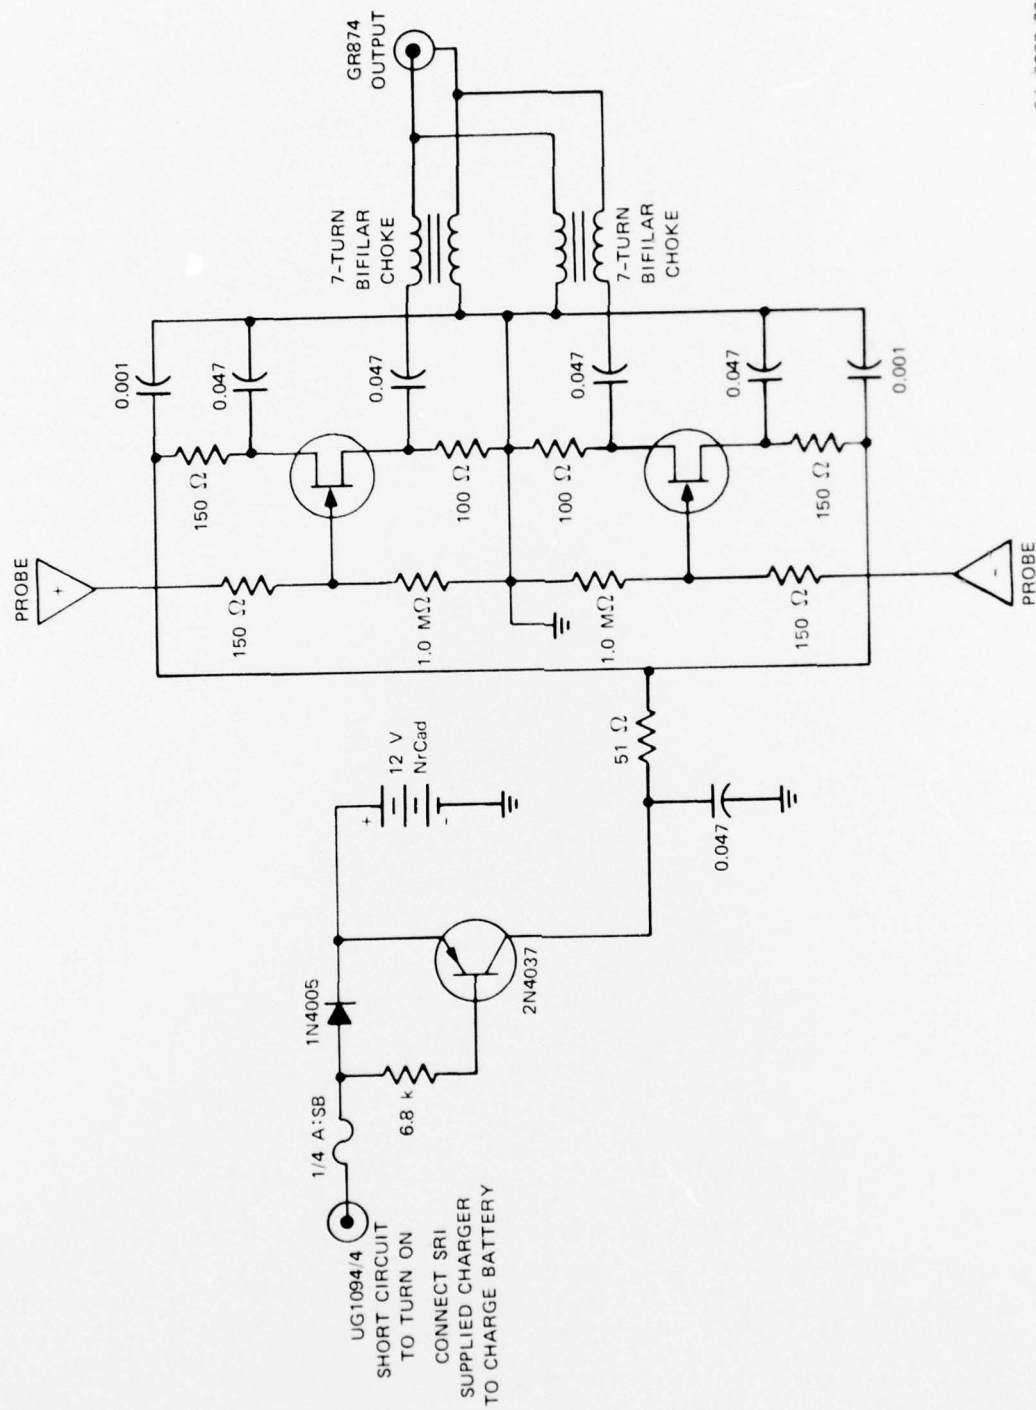 PROBE
+
0.001
150 Ω
0.047
150 Ω
0.047
7-TURN
BIFILAR
CHOKE
GR874
OUTPUT
1.0 MΩ
100 Ω
1.0 MΩ
100 Ω
0.047
7-TURN
BIFILAR
CHOKE
150 Ω
150 Ω
0.047
0.001
-
PROBE
51 Ω
0.047
+
12 V
NrCad
-
1N4005
2N4037
6.8 k
1/4 A:SB
UG1094/4
SHORT CIRCUIT
TO TURN ON
CONNECT SRI
SUPPLIED CHARGER
TO CHARGE BATTERY